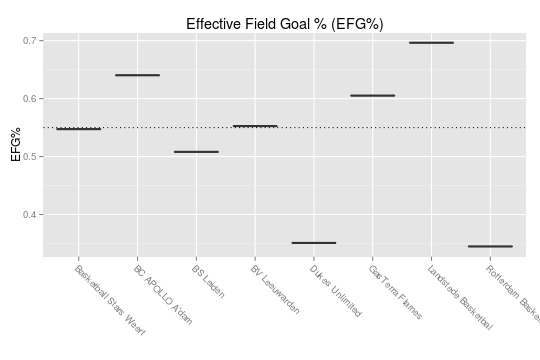 Effective Field Goal % (EFG%)
EFG%
0.7
0.6
0.5
0.4
Basketball Stars Weert
BC APOLLO A'dam
BS Leiden
BV Leeuwarden
Dukes Unlimited
GasTerra Flames
Landstede Basketbal
Rotterdam